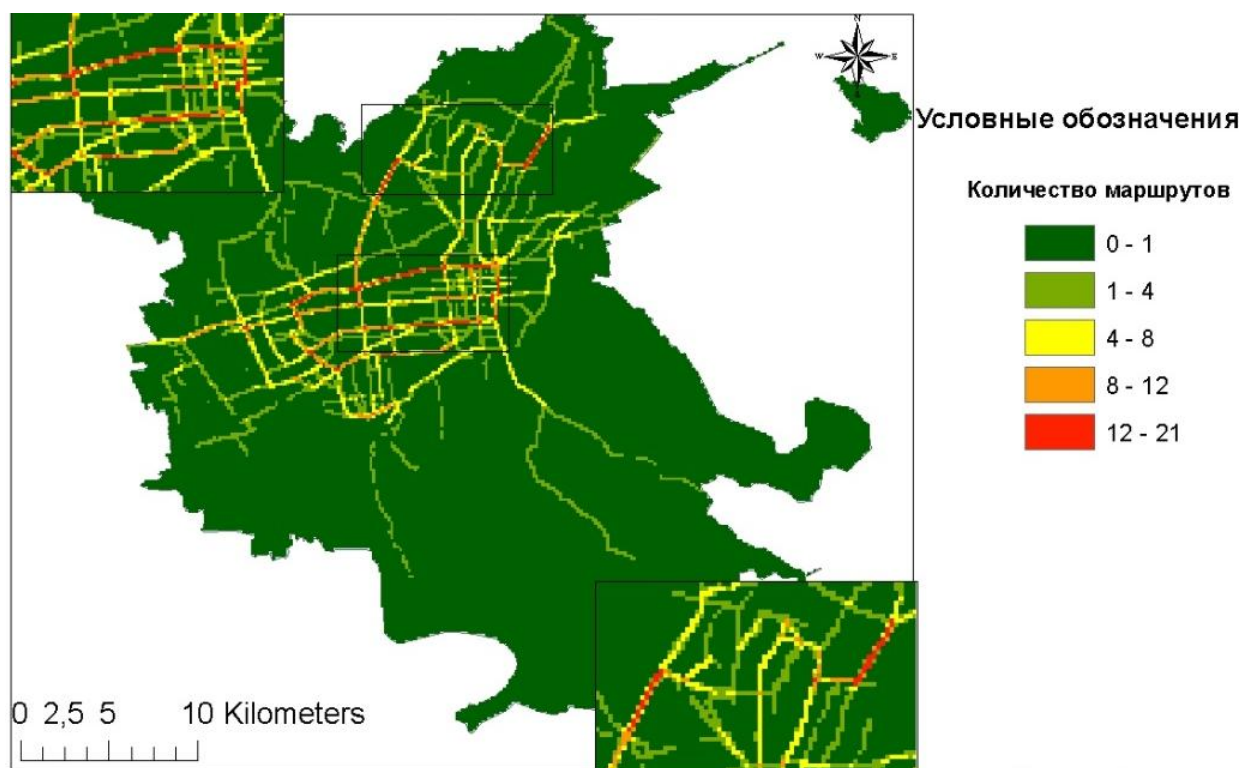 N
W E
Условные обозначения
Количество маршрутов
0 - 1
1 - 4
4 - 8
8 - 12
12 - 21
0 2,5 5 10 Kilometers